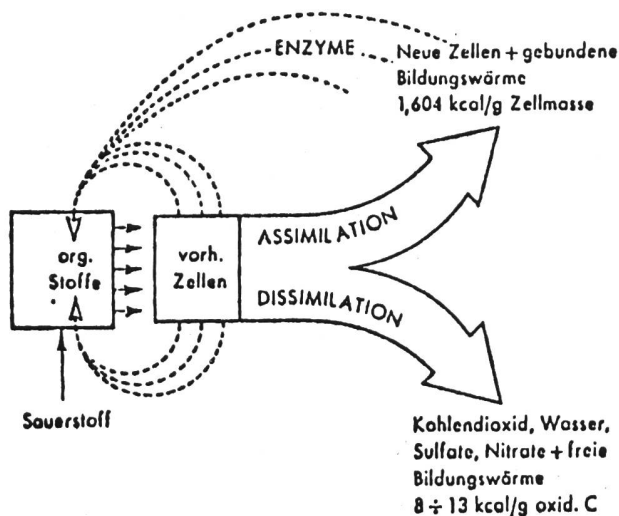 ENZYME
Neue Zellen + gebundene
Bildungswärme
1,604 kcal/g Zellmasse
org.
Stoffe
vorh.
Zellen
ASSIMILATION
DISSIMILATION
Sauerstoff
Kohlendioxid, Wasser,
Sulfate, Nitrate + freie
Bildungswärme
8 ÷ 13 kcal/g oxid. C